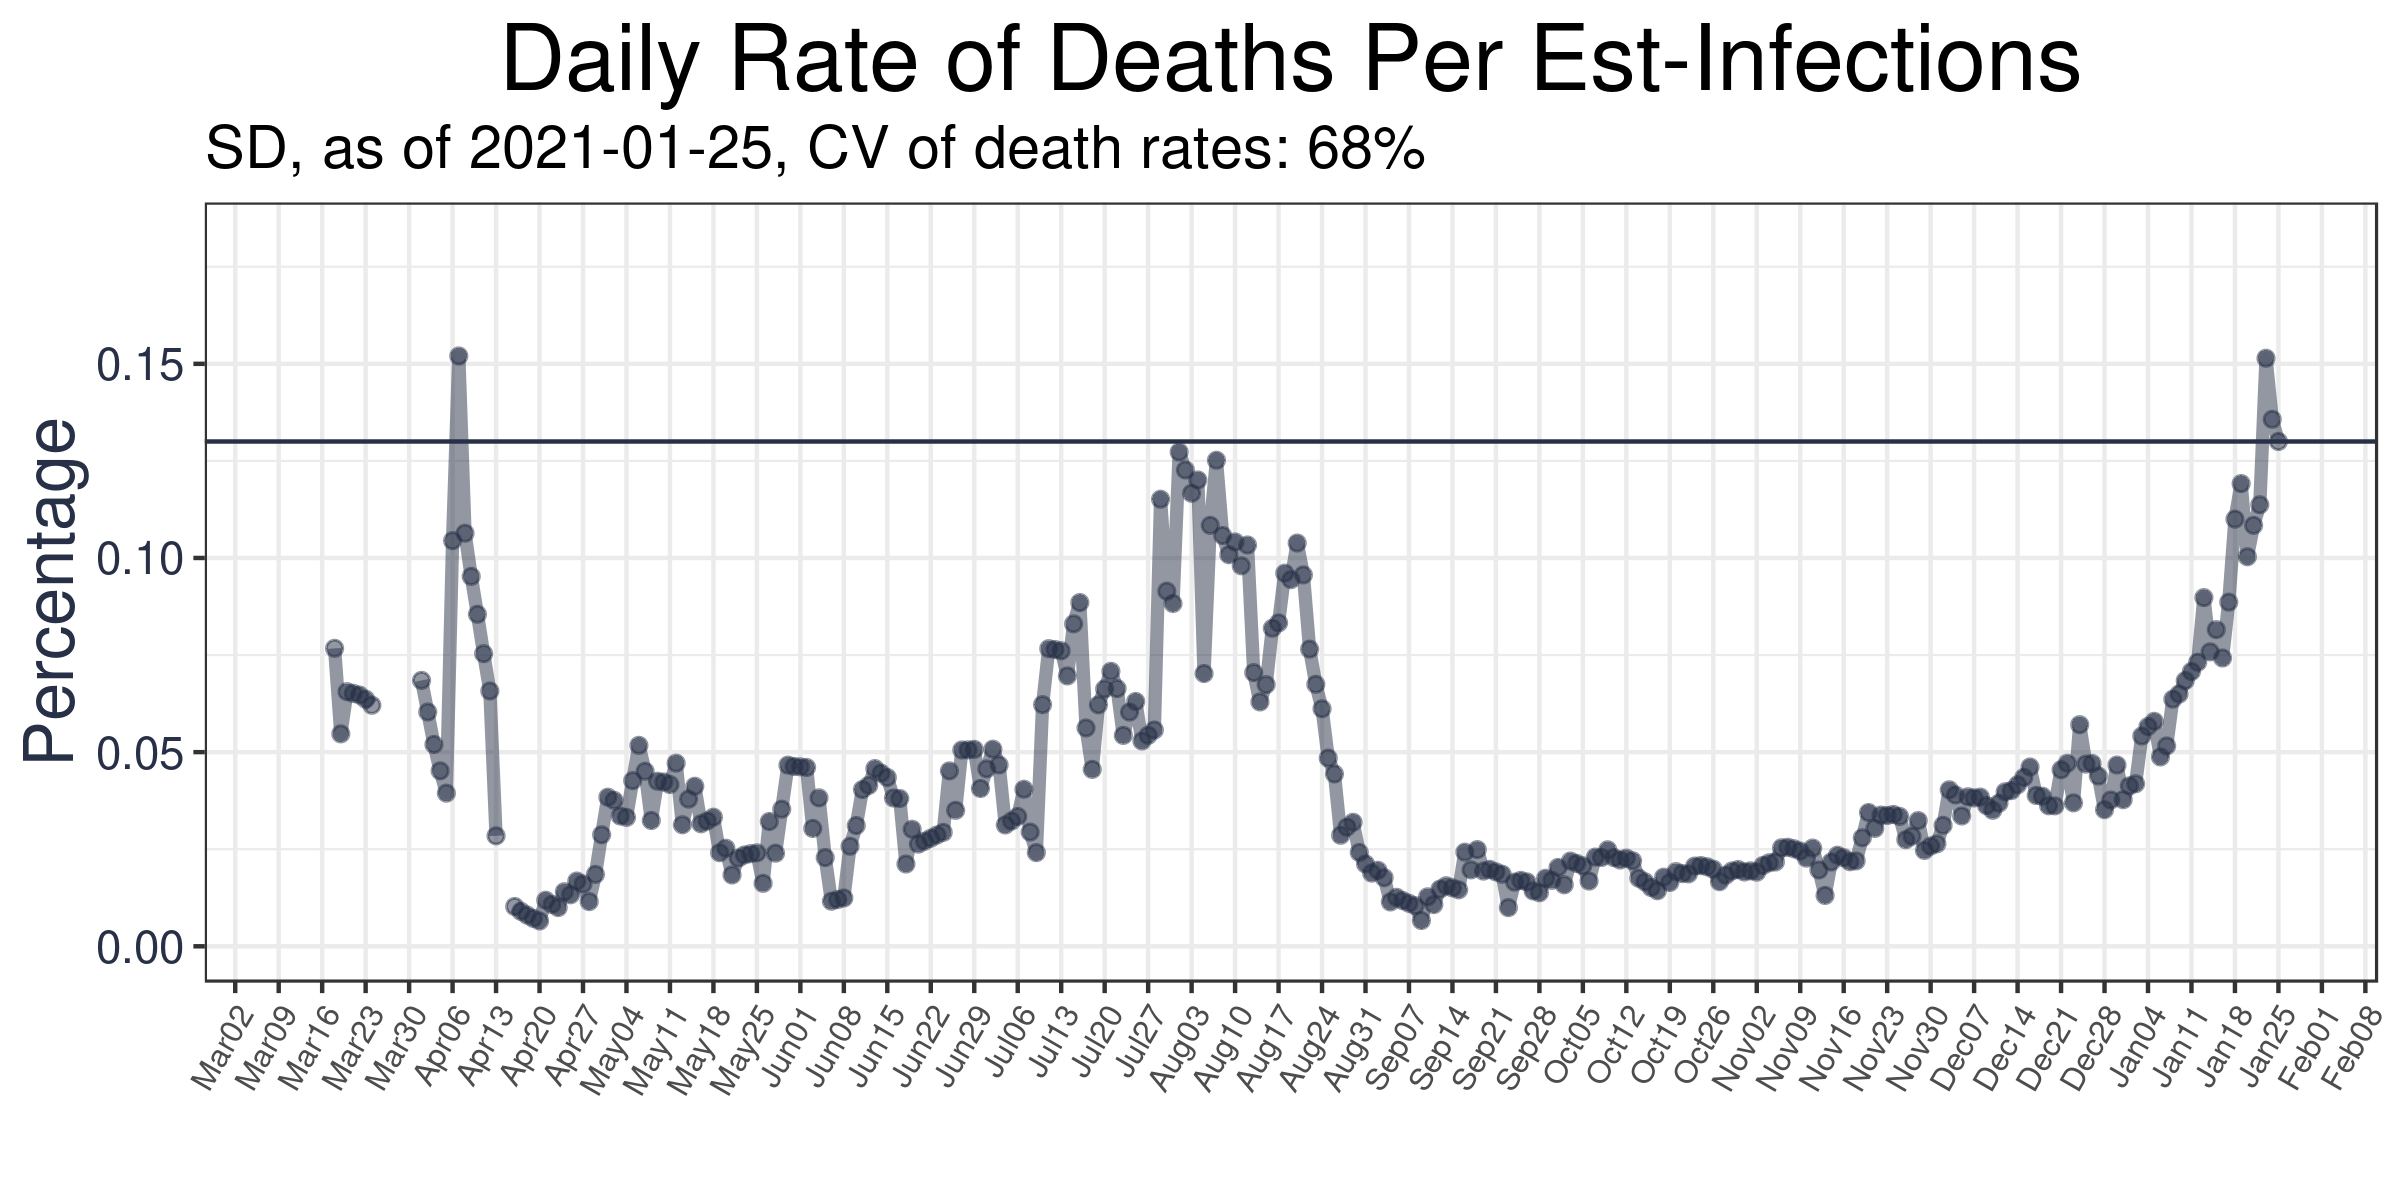 Daily Rate of Deaths Per Est-Infections
SD, as of 2021-01-25, CV of death rates: 68%
Percentage
0.15
0.10
0.05
0.00
Mar02 Mar09 Mar16 Mar23 Mar30 Apr06 Apr13 Apr20 Apr27 May04 May11 May18 May25 Jun01 Jun08 Jun15 Jun22 Jun29 Jul06 Jul13 Jul20 Jul27 Aug03 Aug10 Aug17 Aug24 Aug31 Sep07 Sep14 Sep21 Sep28 Oct05 Oct12 Oct19 Oct26 Nov02 Nov09 Nov16 Nov23 Nov30 Dec07 Dec14 Dec21 Dec28 Jan04 Jan11 Jan18 Jan25 Feb01 Feb08